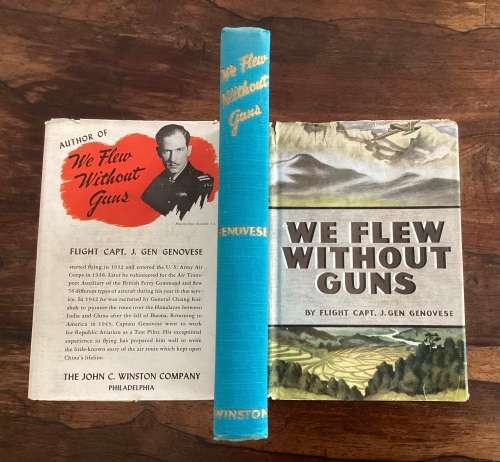 AUTHOR OF
We Flew
Without
Guns
FLIGHT CAPT. J. GEN GENOVESE
started flying in 1932 and entered the U. S. Army Air
Corps in 1936. Later he volunteered for the Air Trans-
port Auxiliary of the British Ferry Command and flew
different types of aircraft during his year in this serv-
ice. In 1942 he was recruited by General Chang
to pioneer the route over the Himalayas between
India and China after the fall of Burma. Returning to
America in 1945, Captain Genovese went to work
for Republic Aviation as a Test Pilot. His exceptional
experience in flying has prepared him well to write
the little-known story of the air route which kept open
China's lifeline.
THE JOHN C. WINSTON COMPANY
PHILADELPHIA
We Flew
Without
Guns
GENOVESE
WINSTON
WE FLEW
WITHOUT
GUNS
BY FLIGHT CAPT. J. GEN GENOVESE